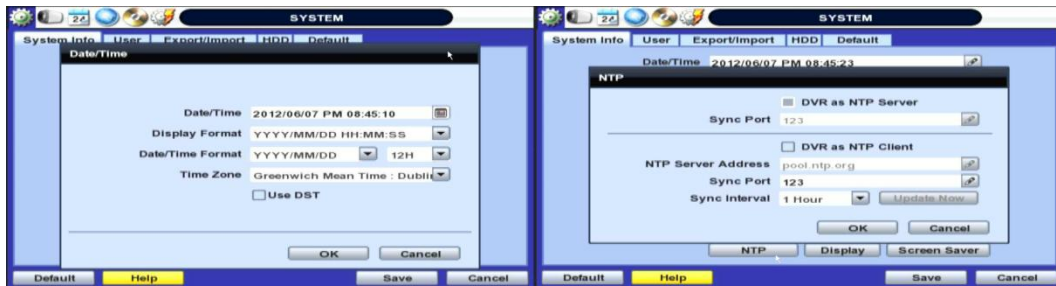 24
SYSTEM
System Info User Export/Import HDD Default
Date/Time
Date/Time 2012/06/07 PM 08:45:10
Display Format YYYY/MM/DD HH:MM:SS
Date/Time Format YYYY/MM/DD 12H
Time Zone Greenwich Mean Time : Dubli
Use DST
OK Cancel
Default Help Save Cancel
24
SYSTEM
System Info User Export/Import HDD Default
Date/Time 2012/06/07 PM 08:45:23
NTP
DVR as NTP Server
Sync Port 123
DVR as NTP Client
NTP Server Address pool.ntp.org
Sync Port 123
Sync Interval 1 Hour Update Now
OK Cancel
NTP Display Screen Saver
Default Help Save Cancel